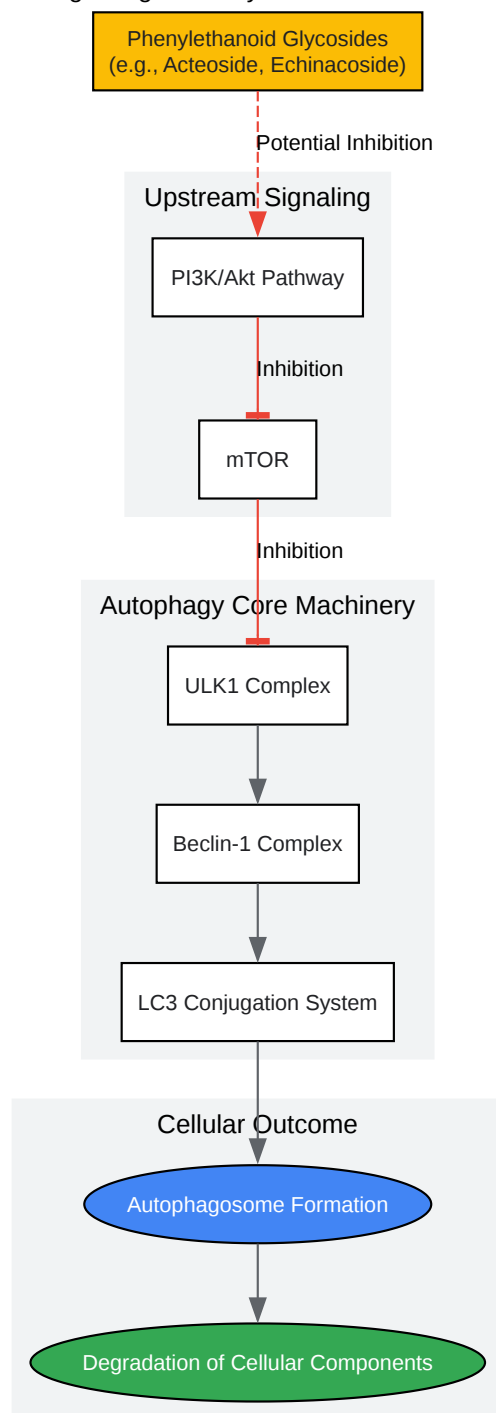 Phenylethanoid Glycosides
(e.g., Acteoside, Echinacoside)
Potential Inhibition
Upstream Signaling
PI3K/Akt Pathway
Inhibition
mTOR
Inhibition
Autophagy Core Machinery
ULK1 Complex
Beclin-1 Complex
LC3 Conjugation System
Cellular Outcome
Autophagosome Formation
Degradation of Cellular Components